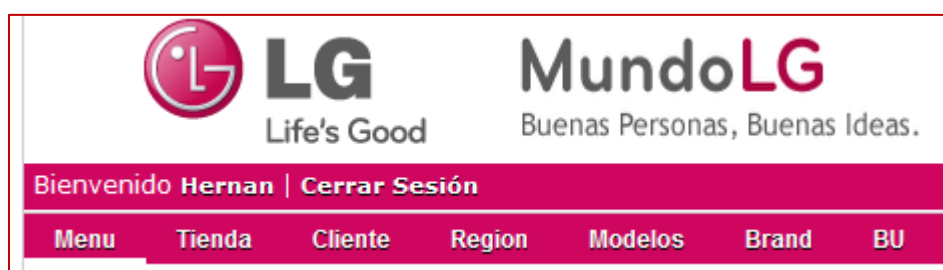 LG MundoLG
Life's Good Buenas Personas, Buenas Ideas.
Bienvenido Hernan | Cerrar Sesión
Menu Tienda Cliente Region Modelos Brand BU